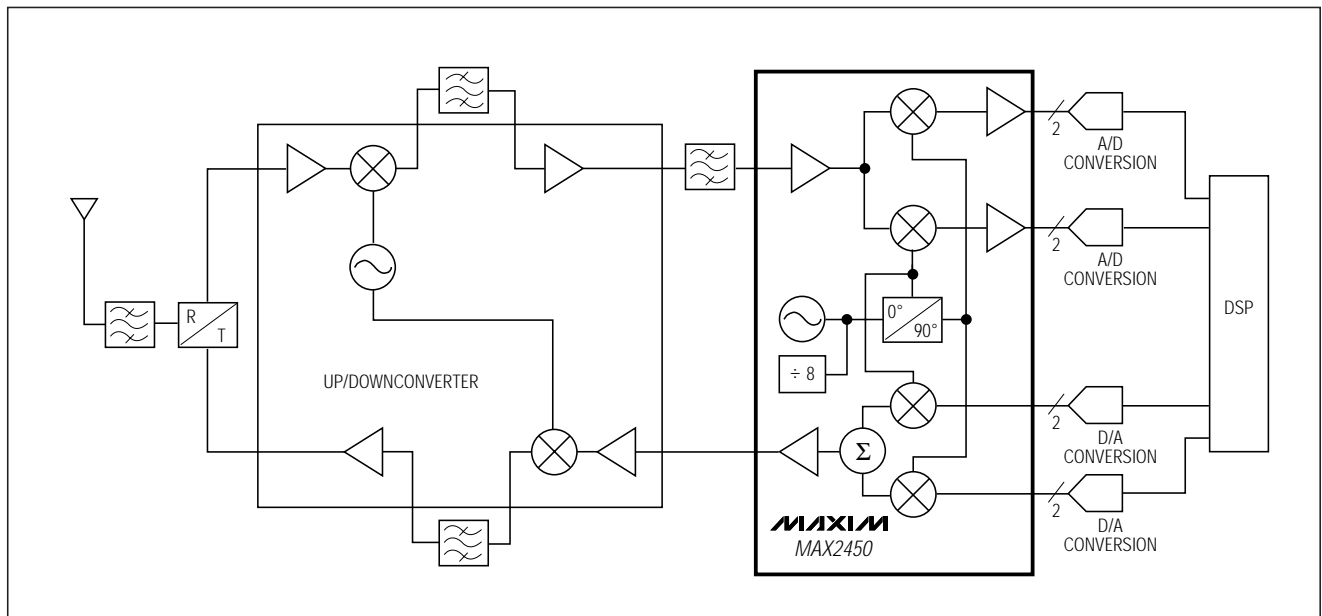 2
A/D
CONVERSION
2
A/D
CONVERSION
DSP
R
T
0°
90°
÷ 8
UP/DOWNCONVERTER
2
D/A
CONVERSION
Σ
2
D/A
CONVERSION
MAXIM
MAX2450